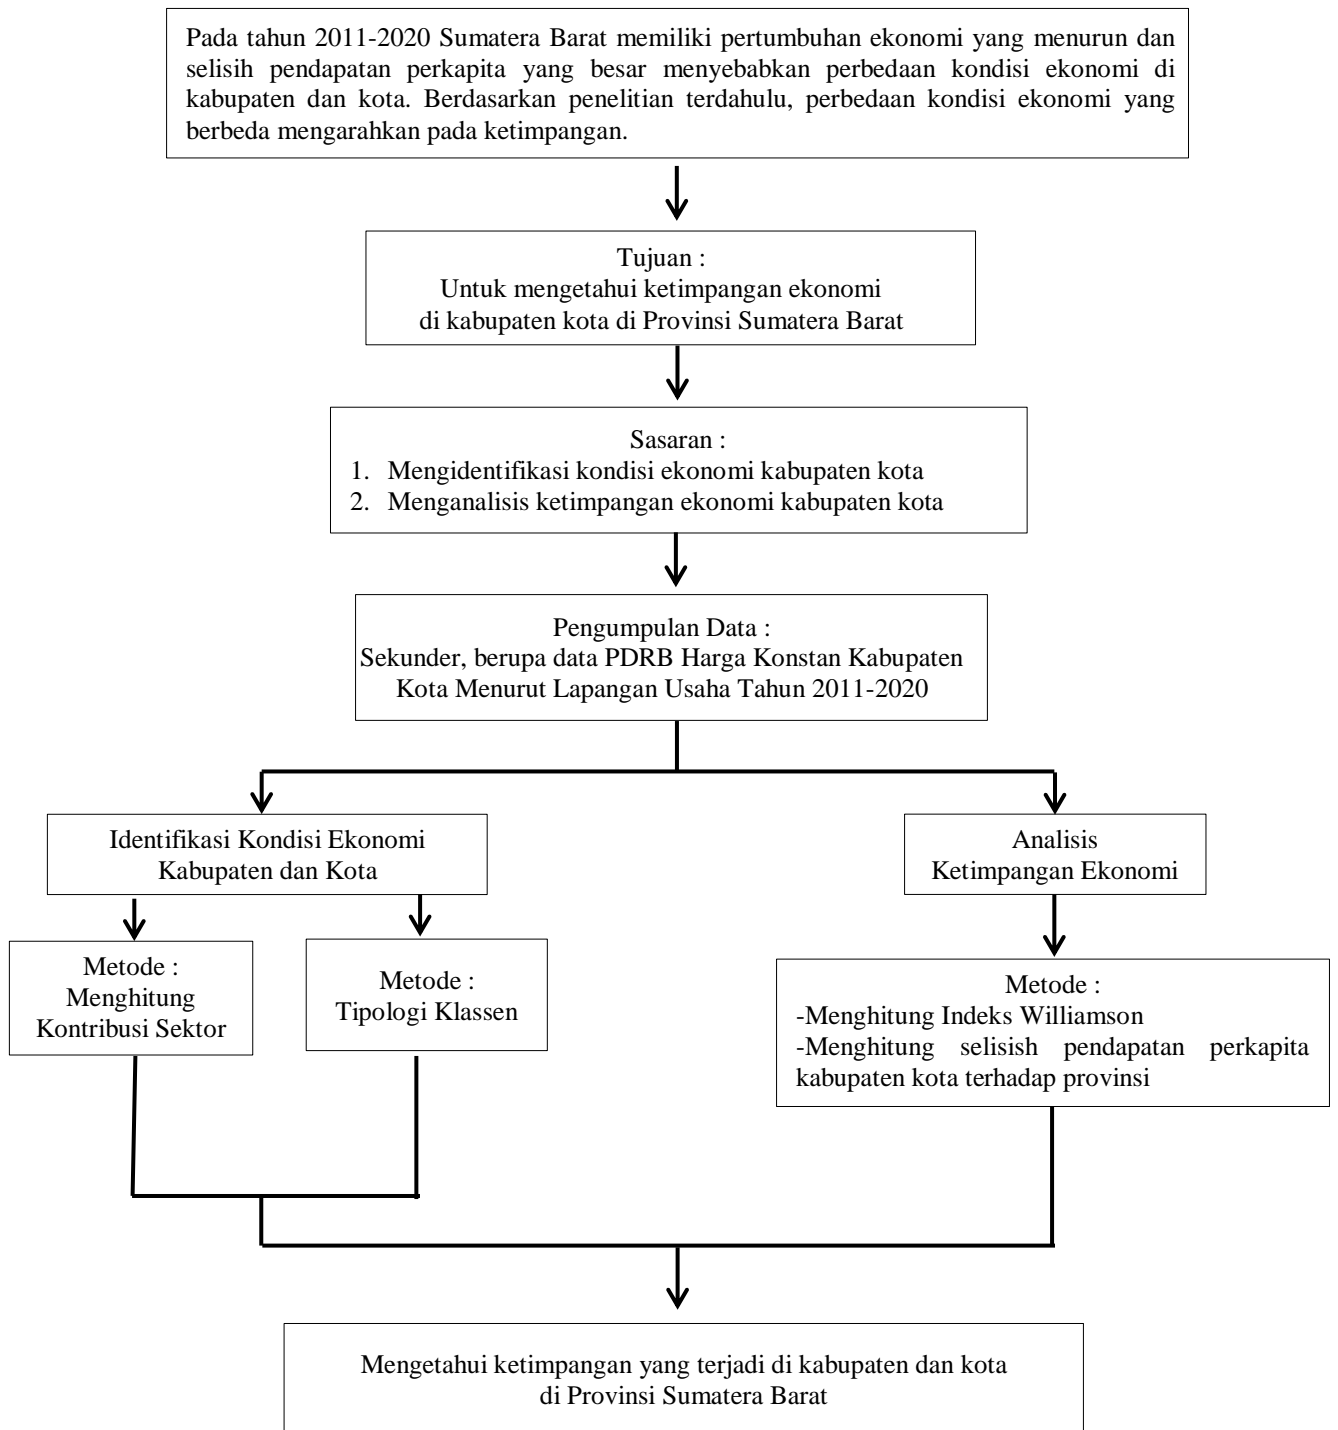 Pada tahun 2011-2020 Sumatera Barat memiliki pertumbuhan ekonomi yang menurun dan
selisih pendapatan perkapita yang besar menyebabkan perbedaan kondisi ekonomi di
kabupaten dan kota. Berdasarkan penelitian terdahulu, perbedaan kondisi ekonomi yang
berbeda mengarahkan pada ketimpangan.
Tujuan :
Untuk mengetahui ketimpangan ekonomi
di kabupaten kota di Provinsi Sumatera Barat
Sasaran :
1. Mengidentifikasi kondisi ekonomi kabupaten kota
2. Menganalisis ketimpangan ekonomi kabupaten kota
Pengumpulan Data :
Sekunder, berupa data PDRB Harga Konstan Kabupaten
Kota Menurut Lapangan Usaha Tahun 2011-2020
Identifikasi Kondisi Ekonomi
Kabupaten dan Kota
Analisis
Ketimpangan Ekonomi
Metode :
Menghitung
Kontribusi Sektor
Metode :
Tipologi Klassen
Metode :
-Menghitung Indeks Williamson
-Menghitung selisish pendapatan perkapita
kabupaten kota terhadap provinsi
Mengetahui ketimpangan yang terjadi di kabupaten dan kota
di Provinsi Sumatera Barat